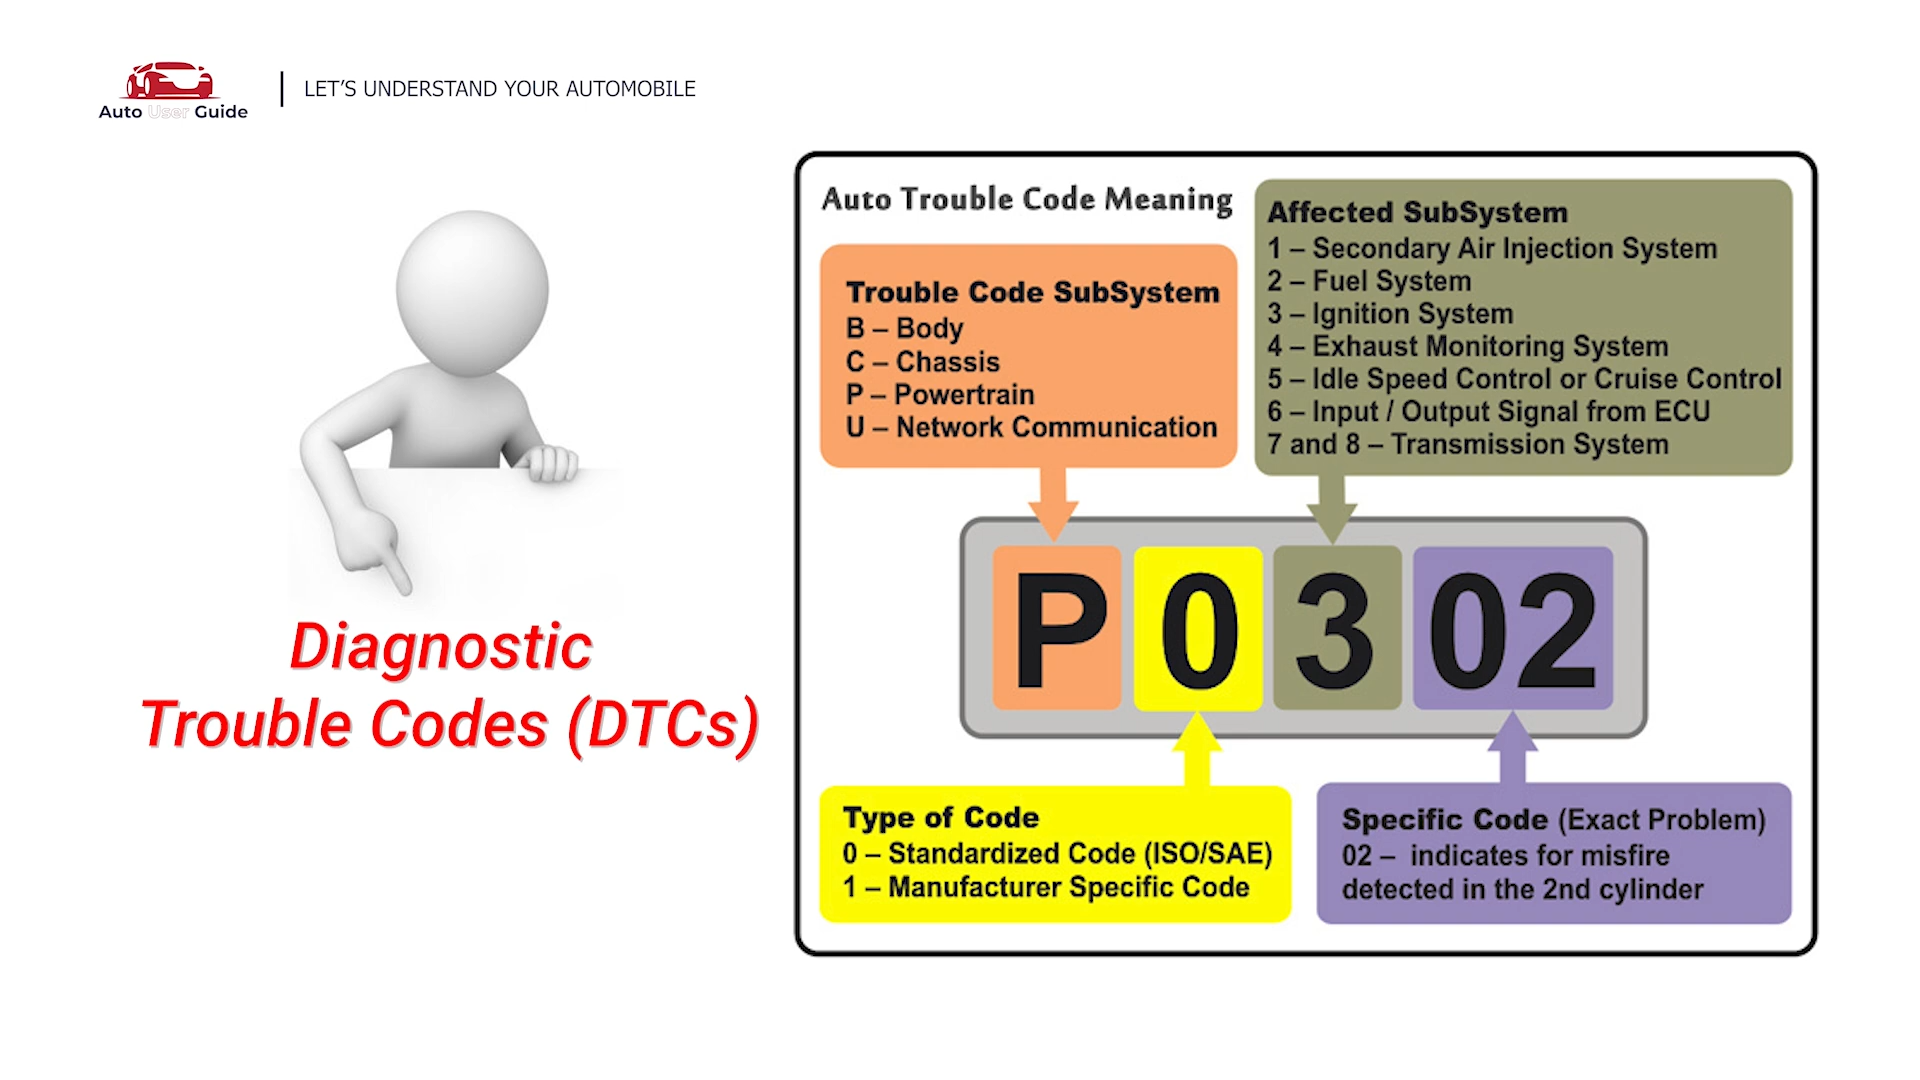 Auto User Guide
LET’S UNDERSTAND YOUR AUTOMOBILE
Diagnostic
Trouble Codes (DTCs)
Auto Trouble Code Meaning
Trouble Code SubSystem
B – Body
C – Chassis
P – Powertrain
U – Network Communication
Affected SubSystem
1 – Secondary Air Injection System
2 – Fuel System
3 – Ignition System
4 – Exhaust Monitoring System
5 – Idle Speed Control or Cruise Control
6 – Input / Output Signal from ECU
7 and 8 – Transmission System
P 0 3 02
Type of Code
0 – Standardized Code (ISO/SAE)
1 – Manufacturer Specific Code
Specific Code (Exact Problem)
02 – indicates for misfire
detected in the 2nd cylinder